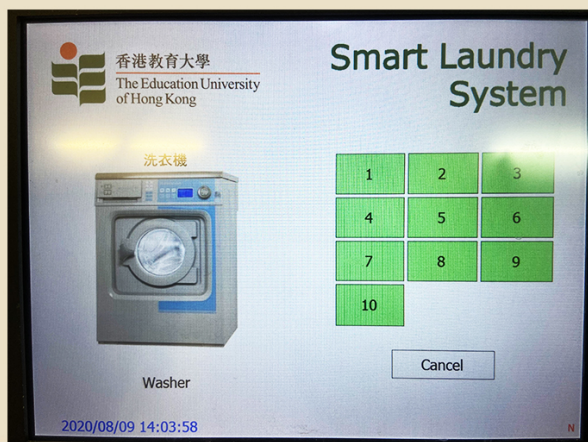 香港教育大學
The Education University
of Hong Kong
Smart Laundry
System
洗衣機
1 2 3
4 5 6
7 8 9
10
Cancel
Washer
2020/08/09 14:03:58
N